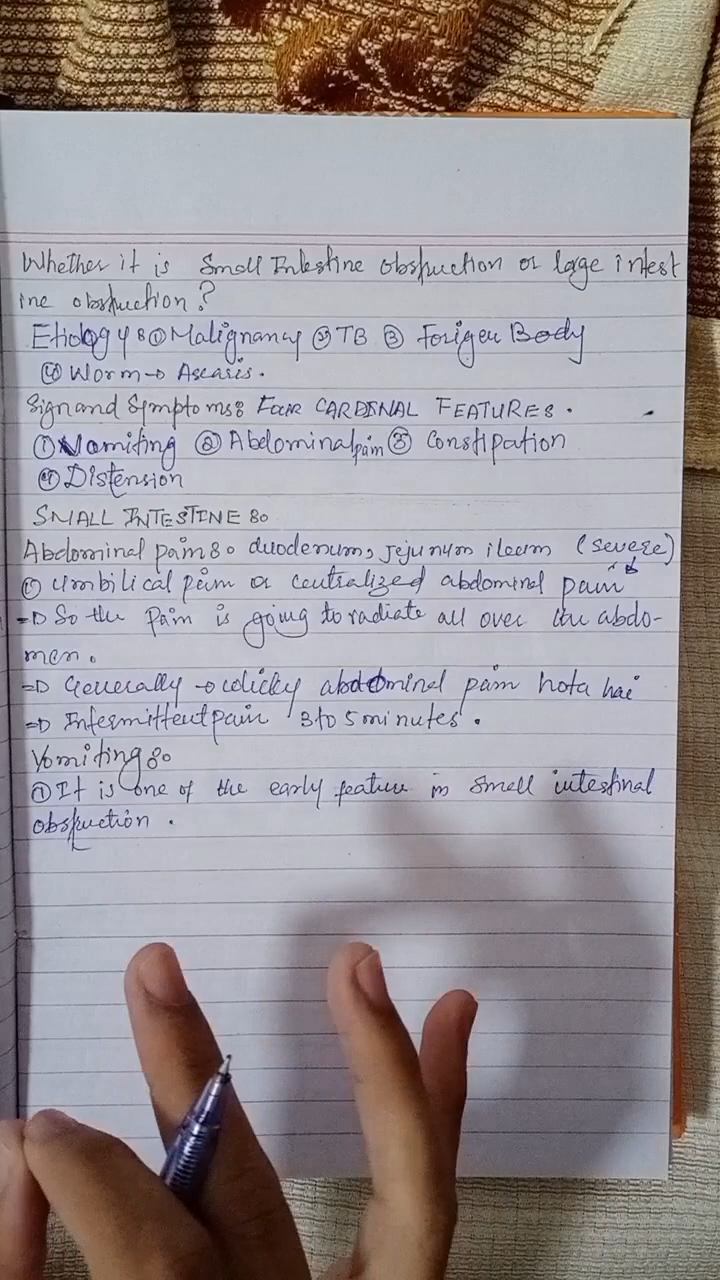 Whether it is Small Intestine obstruction or large intest
ine obstruction?
Etiology:- ① Malignancy ② TB ③ Forigen Body
④ Worm → Ascaris.
Sign and Symptoms: FOUR CARDINAL FEATURES.
① Vomiting ② Abdominal pain ③ Constipation
④ Distension
SMALL INTESTINE :-
Abdominal pain :- duodenum, jejunum ileum (severe)
① Umbilical pain or centralized abdominal pain
⇒ So the pain is going to radiate all over the abdo-
men.
⇒ Generally → colicky abdominal pain hota hai
⇒ Intermittent pain 3 to 5 minutes.
Vomiting :-
① It is one of the early feature in small intestinal
obstruction.